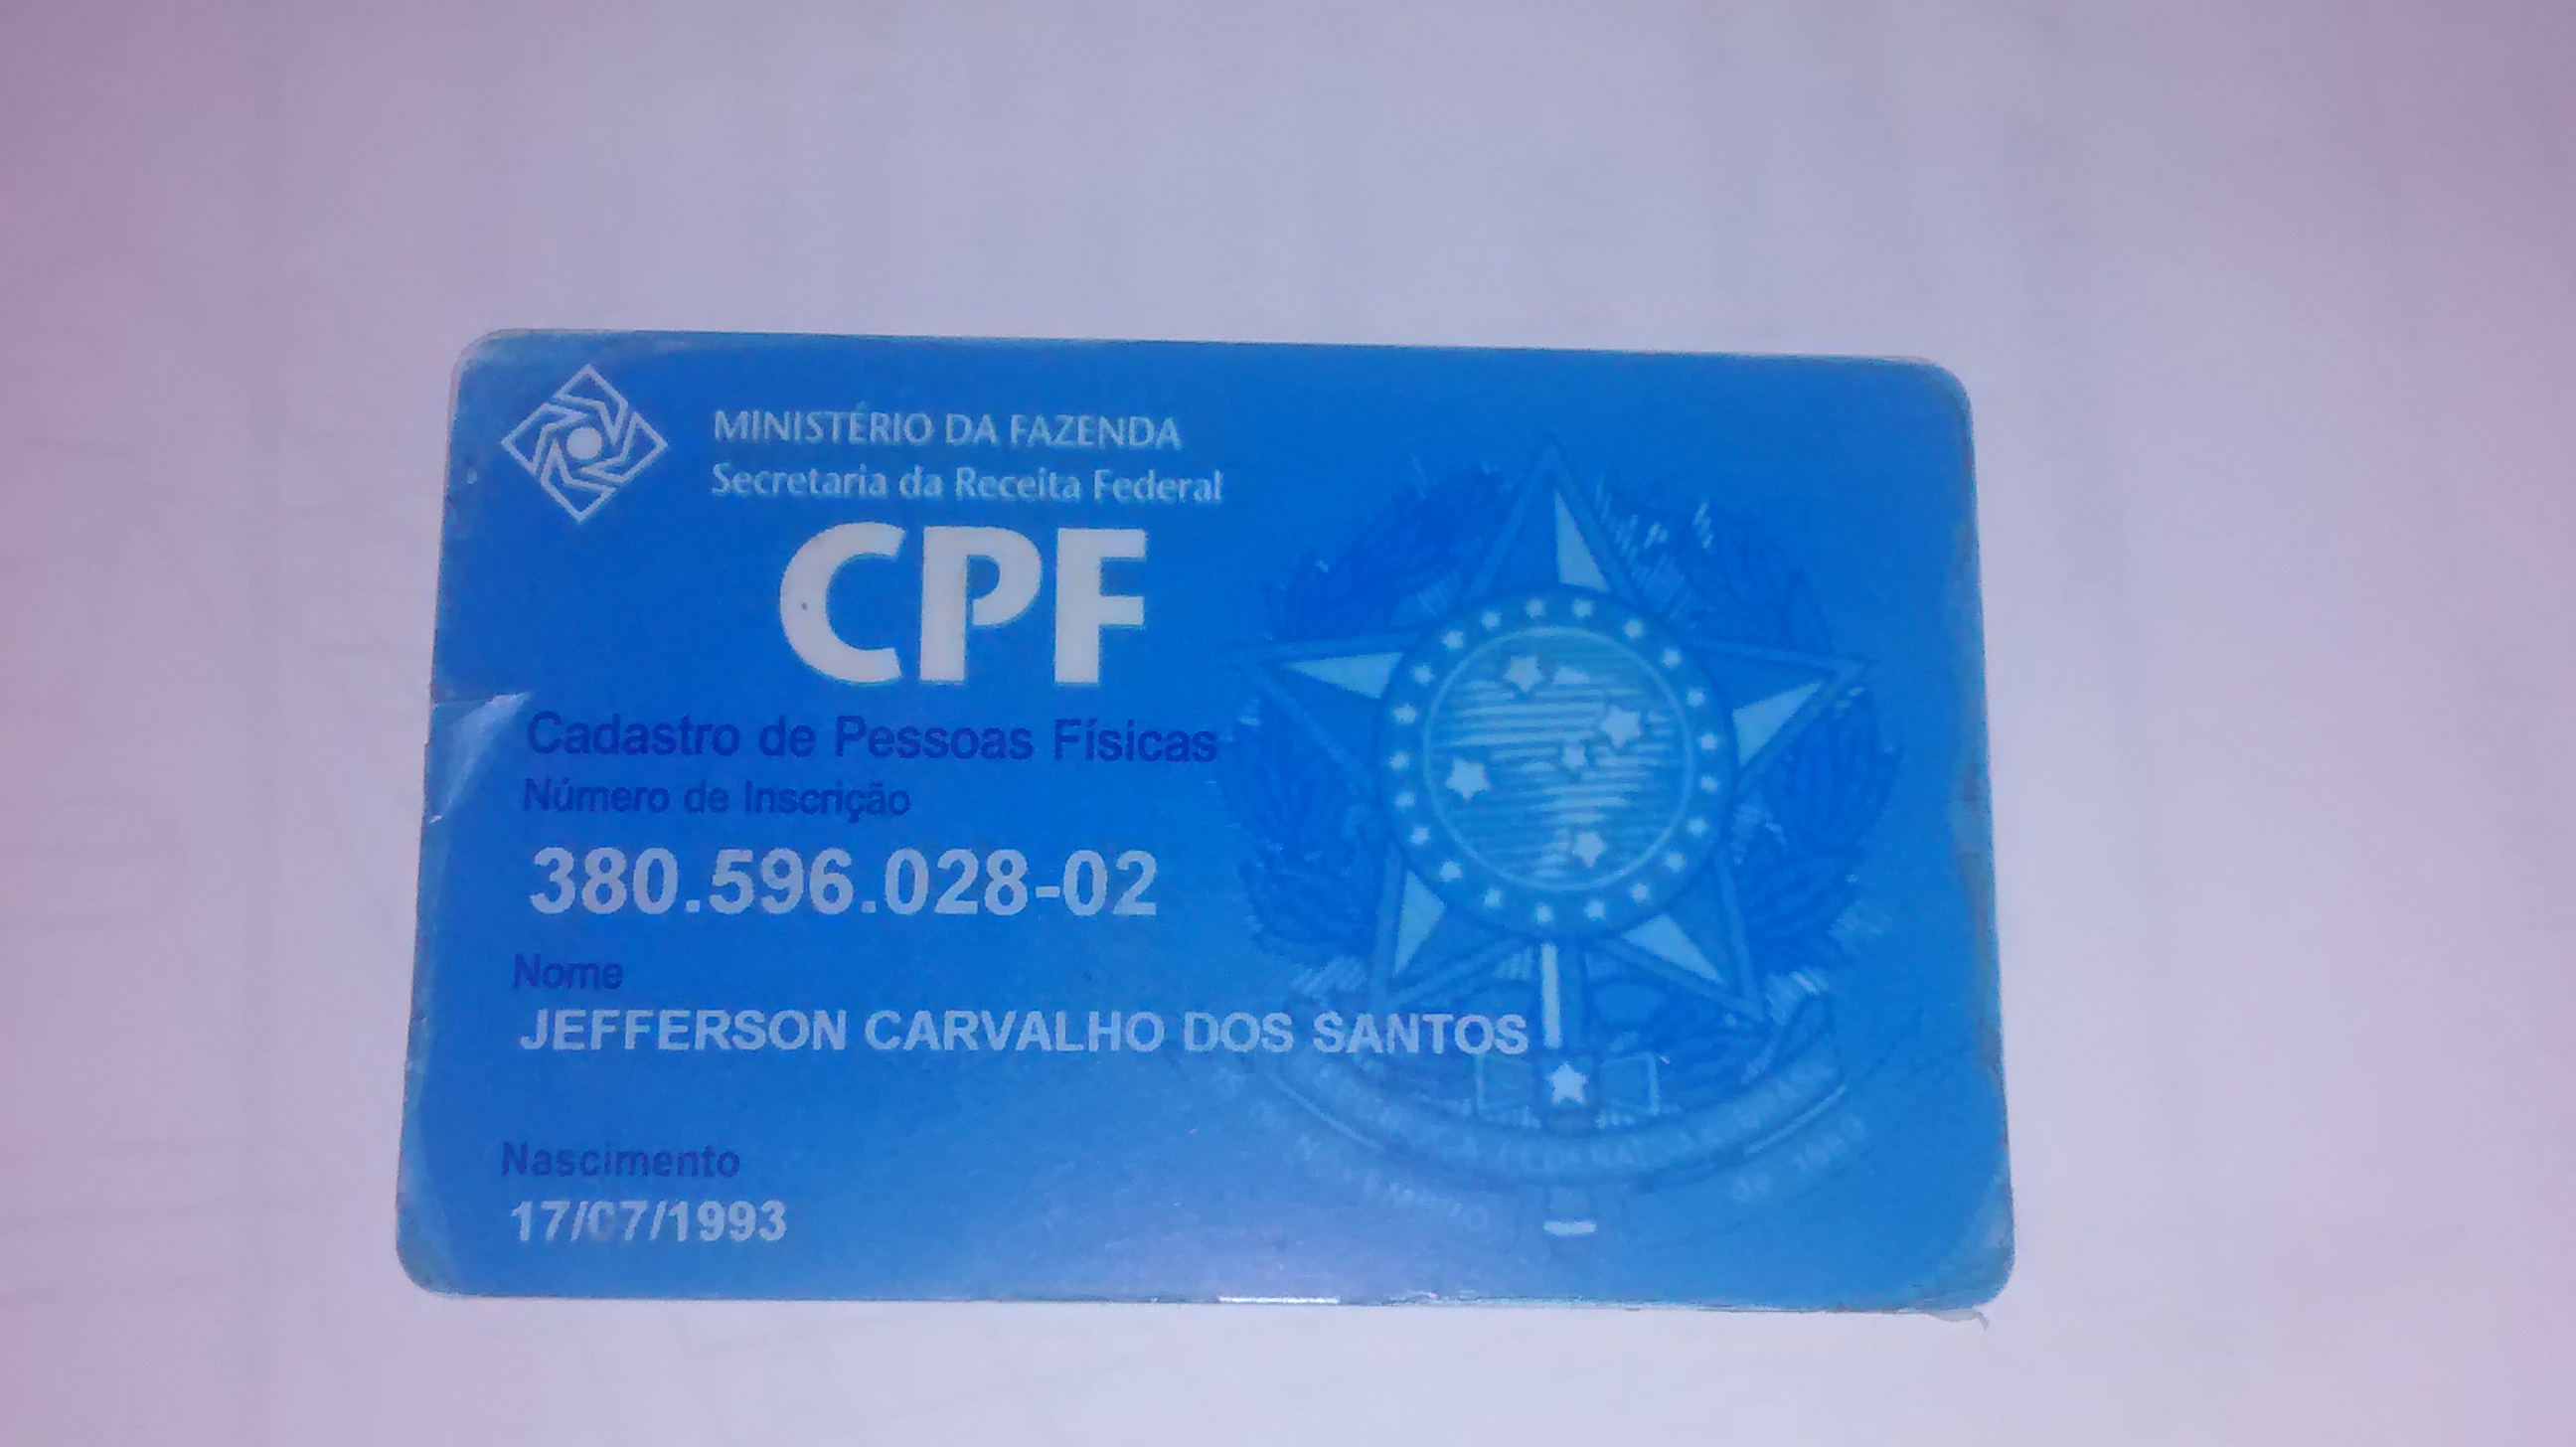 MINISTÉRIO DA FAZENDA
Secretaria da Receita Federal
CPF
Cadastro de Pessoas Físicas
Número de Inscrição
380.596.028-02
Nome
JEFFERSON CARVALHO DOS SANTOS
Nascimento
17/07/1993